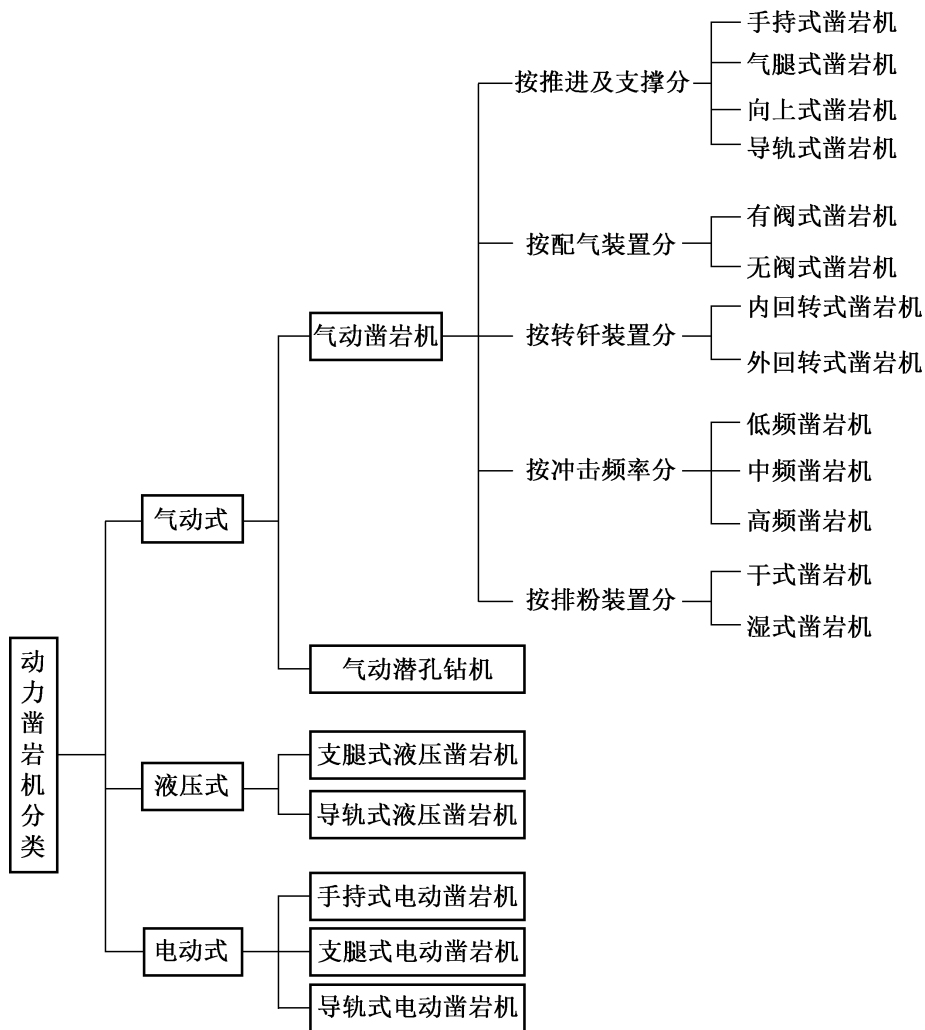 动力凿岩机分类
气动式
气动凿岩机
按推进及支撑分
手持式凿岩机
气腿式凿岩机
向上式凿岩机
导轨式凿岩机
按配气装置分
有阀式凿岩机
无阀式凿岩机
按转钎装置分
内回转式凿岩机
外回转式凿岩机
按冲击频率分
低频凿岩机
中频凿岩机
高频凿岩机
按排粉装置分
干式凿岩机
湿式凿岩机
气动潜孔钻机
液压式
支腿式液压凿岩机
导轨式液压凿岩机
电动式
手持式电动凿岩机
支腿式电动凿岩机
导轨式电动凿岩机